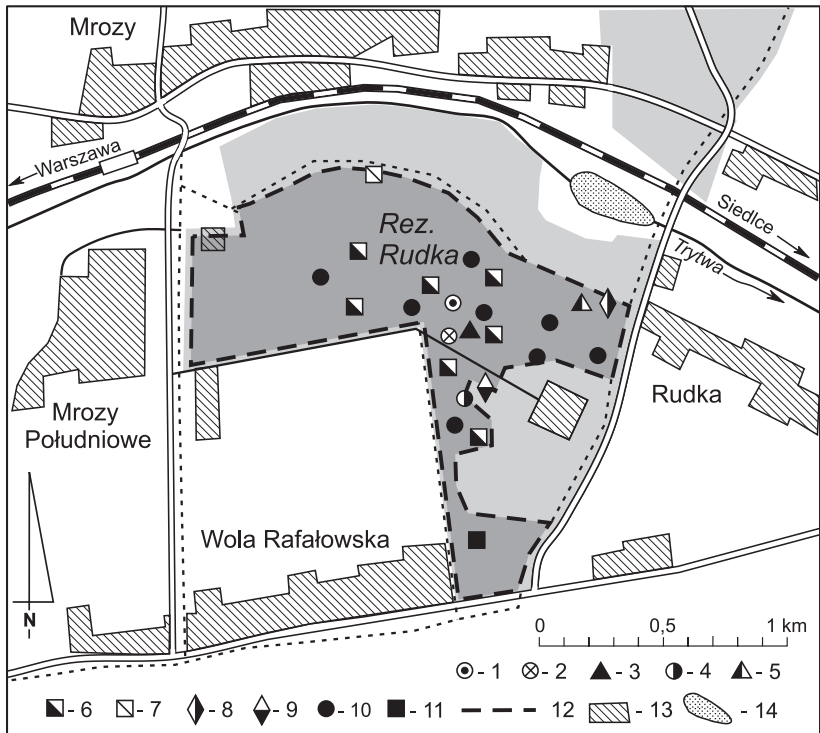 Mrozy
Warszawa
Rez.
Rudka
Siedlce
Trytwa
Mrozy
Południowe
Rudka
Wola Rafałowska
N
0 0,5 1 km
- 1 - 2 - 3 - 4 - 5
- 6 - 7 - 8 - 9 - 10 - 11 12 - 13 - 14